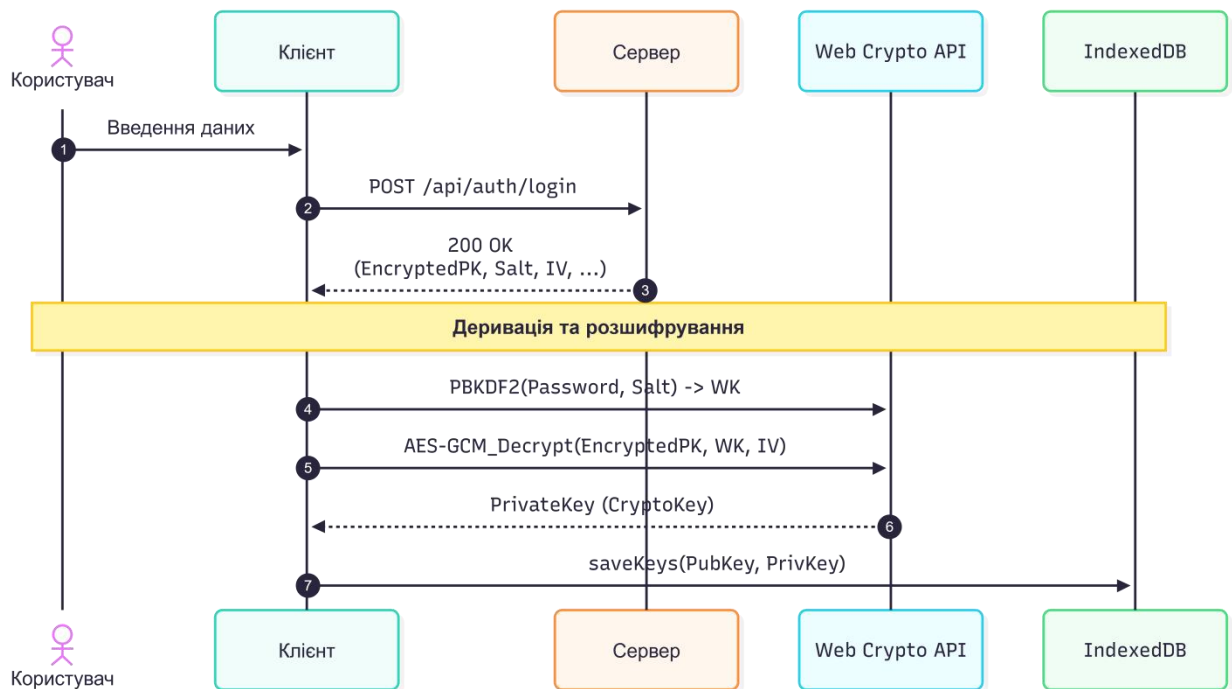 Користувач
Клієнт
Сервер
Web Crypto API
IndexedDB
Введення даних
1
POST /api/auth/login
2
200 OK
(EncryptedPK, Salt, IV, ...)
3
Деривація та розшифрування
PBKDF2(Password, Salt) -> WK
4
AES-GCM_Decrypt(EncryptedPK, WK, IV)
5
PrivateKey (CryptoKey)
6
saveKeys(PubKey, PrivKey)
7
Користувач
Клієнт
Сервер
Web Crypto API
IndexedDB